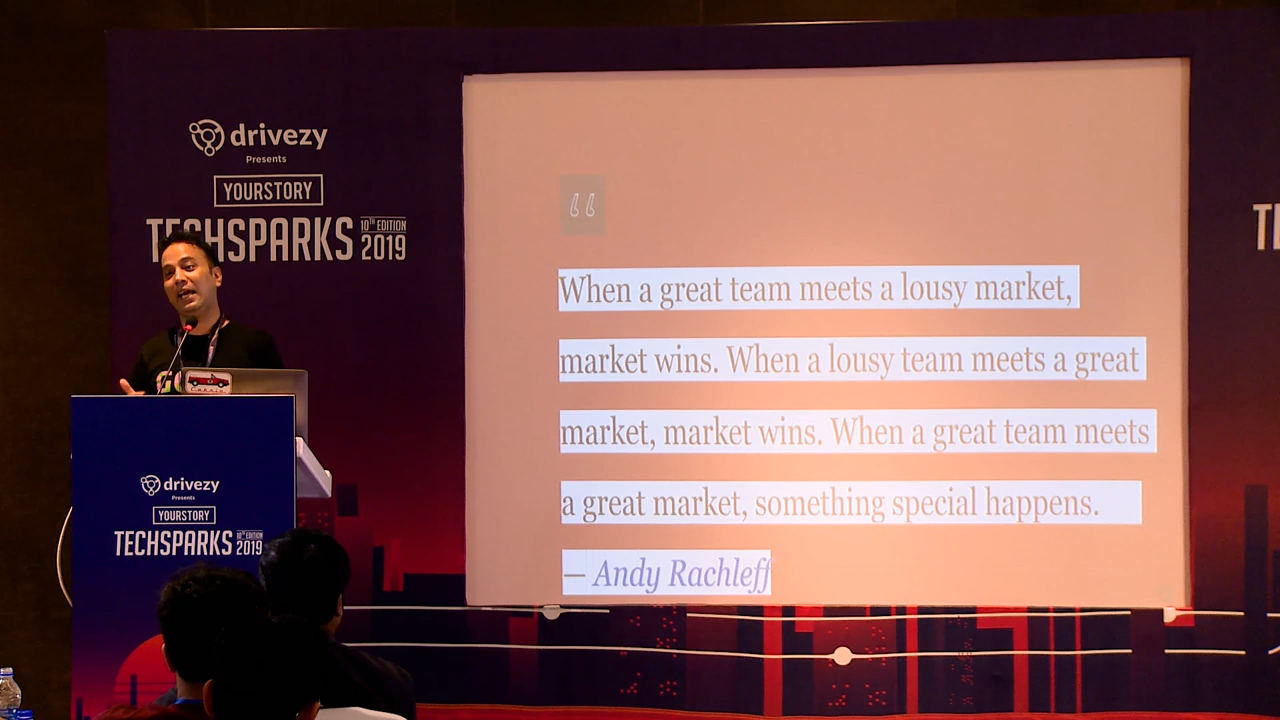 drivezy
Presents
YOURSTORY
TECHSPARKS 10TH EDITION 2019
“
When a great team meets a lousy market,
market wins. When a lousy team meets a great
market, market wins. When a great team meets
a great market, something special happens.
— Andy Rachleff
drivezy
Presents
YOURSTORY
TECHSPARKS 10TH EDITION 2019